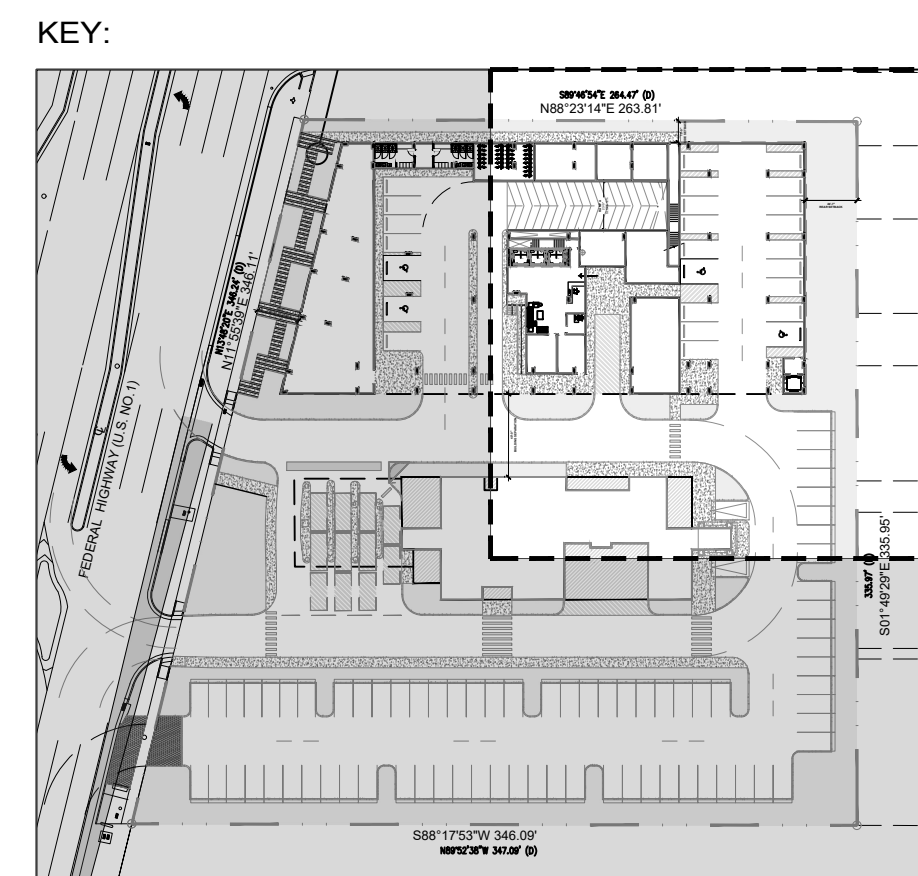 KEY:
S89°46'54"E 264.47' (D)
N88°23'14"E 263.81'
N13°46'20"E 346.24' (D)
N11°55'39"E 346.11'
FEDERAL HIGHWAY (U.S. NO.1)
335.97' (D)
S01°49'29"E 335.95'
S88°17'53"W 346.09'
N89°52'38"W 347.09' (D)